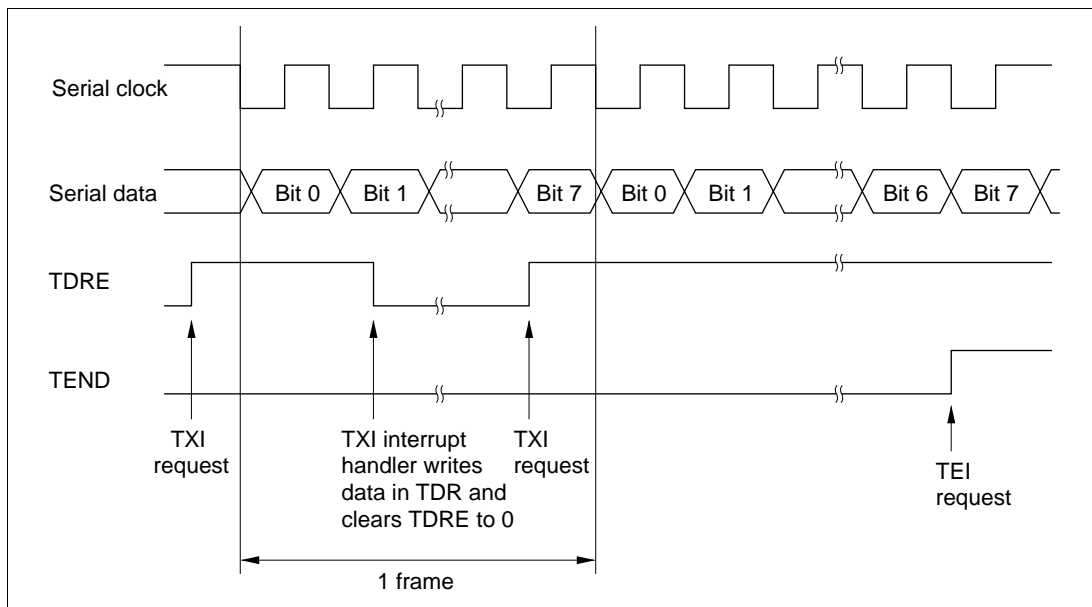 Serial clock
Serial data
Bit 0
Bit 1
Bit 7
Bit 0
Bit 1
Bit 6
Bit 7
TDRE
TEND
TXI
request
TXI interrupt
handler writes
data in TDR and
clears TDRE to 0
TXI
request
TEI
request
1 frame